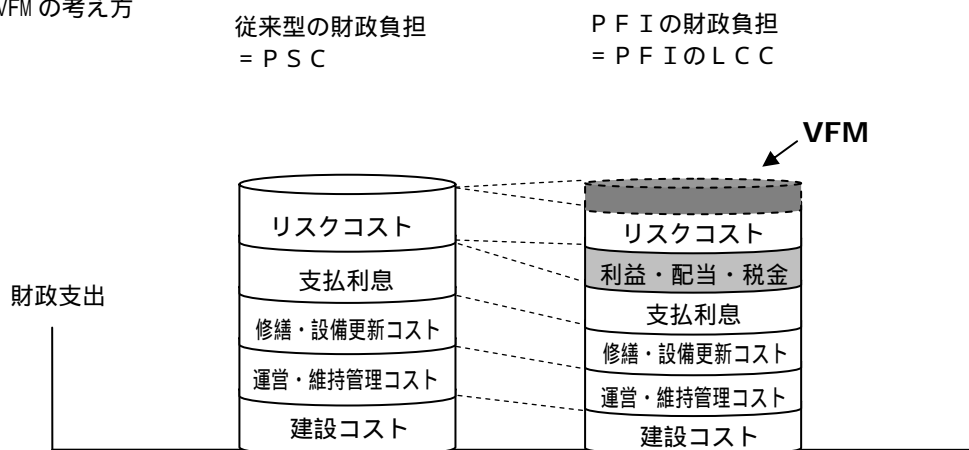 VFMの考え方
従来型の財政負担
=ＰＳＣ
ＰＦＩの財政負担
=ＰＦＩのＬＣＣ
VFM
リスクコスト
支払利息
修繕・設備更新コスト
運営・維持管理コスト
建設コスト
リスクコスト
利益・配当・税金
支払利息
修繕・設備更新コスト
運営・維持管理コスト
建設コスト
財政支出